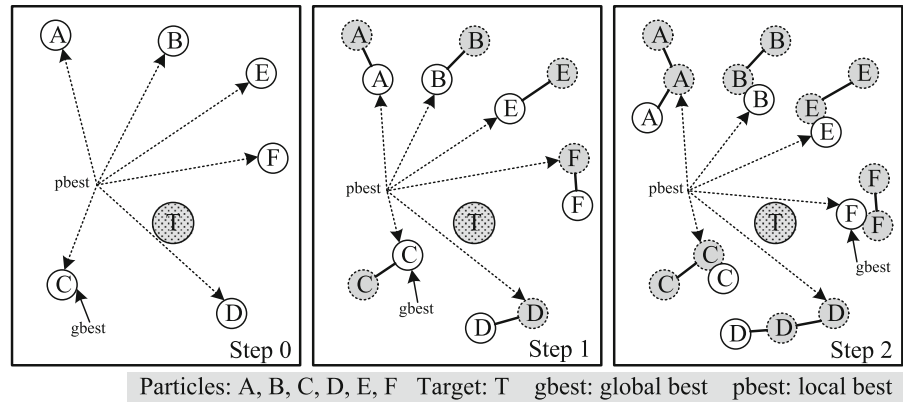 A
B
E
F
pbest
T
C
gbest
D
Step 0
A
B
A
B
E
E
F
pbest
F
T
C
C
gbest
D
D
Step 1
A
B
A
B
E
B
A
E
E
F
pbest
F
F
T
C
gbest
C
C
D
D
D
Step 2
Particles: A, B, C, D, E, F Target: T gbest: global best pbest: local best